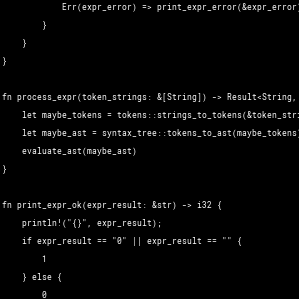 Err(expr_error) => print_expr_error(&expr_error)
}
}
}
fn process_expr(token_strings: &[String]) -> Result<String,
let maybe_tokens = tokens::strings_to_tokens(&token_stri
let maybe_ast = syntax_tree::tokens_to_ast(maybe_tokens)
evaluate_ast(maybe_ast)
}
fn print_expr_ok(expr_result: &str) -> i32 {
println!("{}", expr_result);
if expr_result == "0" || expr_result == "" {
1
} else {
0